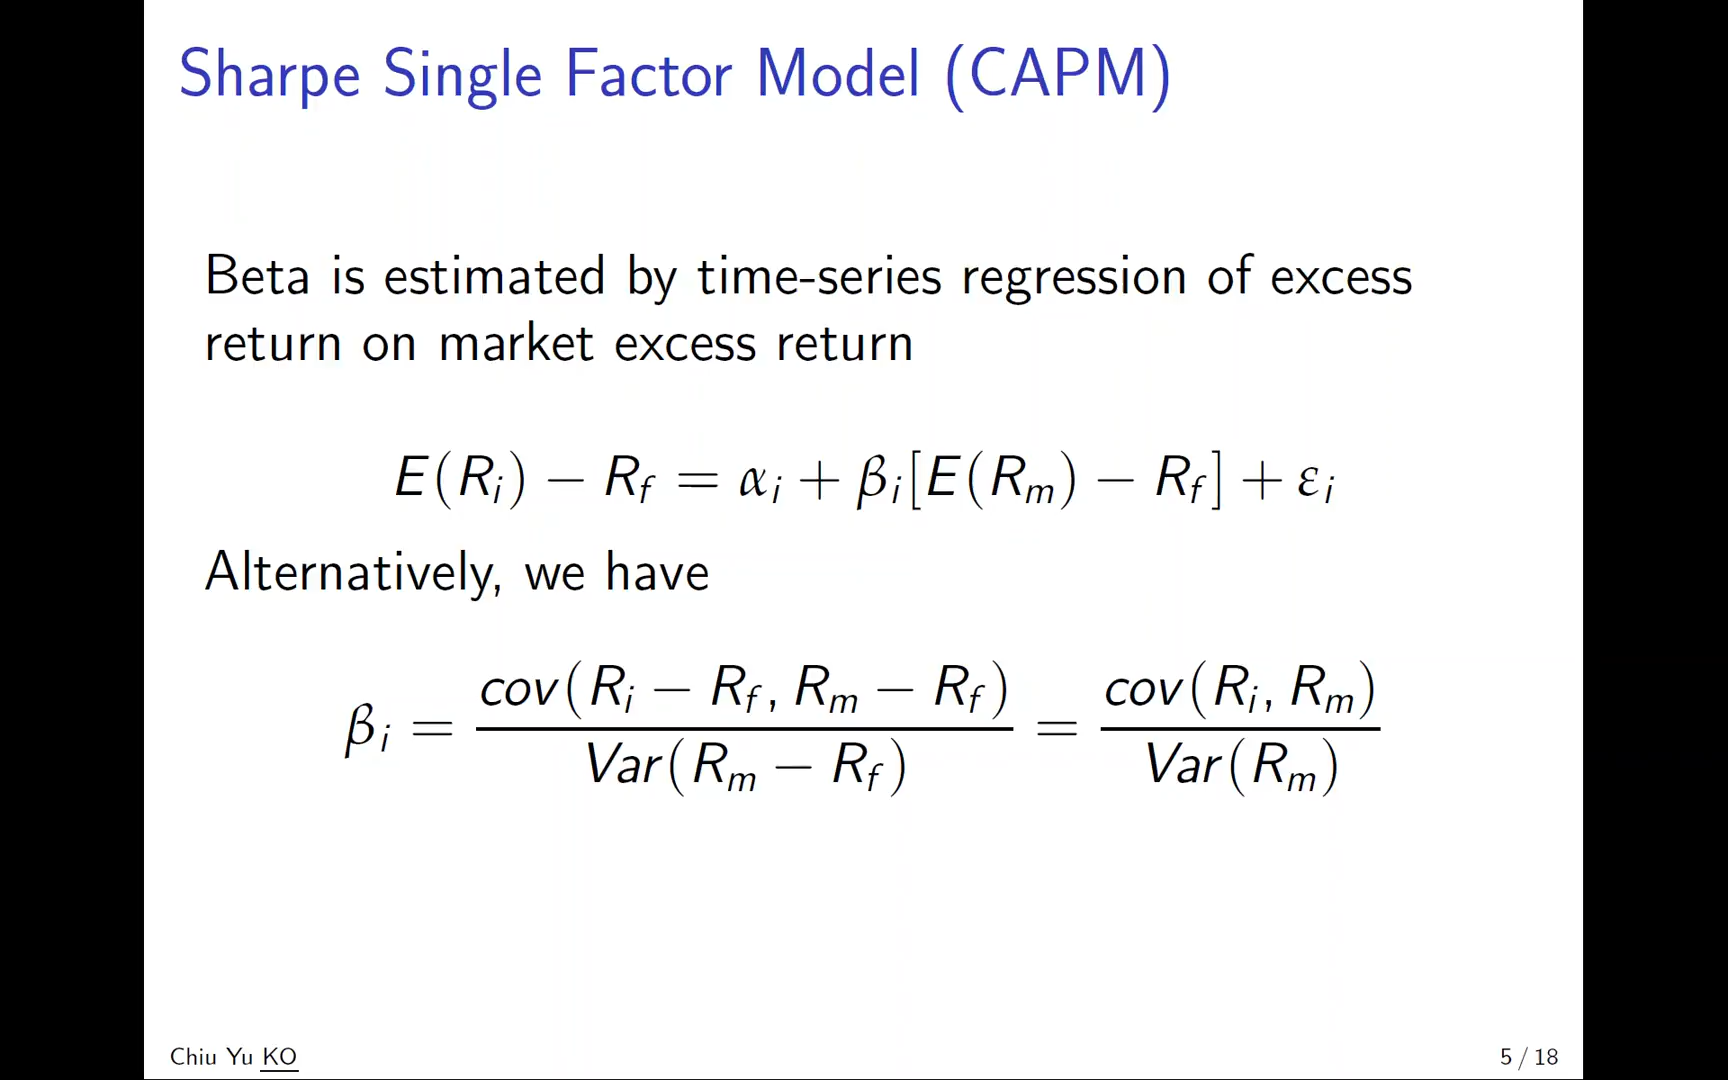 Sharpe Single Factor Model (CAPM)
Beta is estimated by time-series regression of excess
return on market excess return
E(R_i) − R_f = α_i + β_i[E(R_m) − R_f] + ε_i
Alternatively, we have
β_i = cov(R_i − R_f, R_m − R_f) / Var(R_m − R_f) = cov(R_i, R_m) / Var(R_m)
Chiu Yu KO
5 / 18